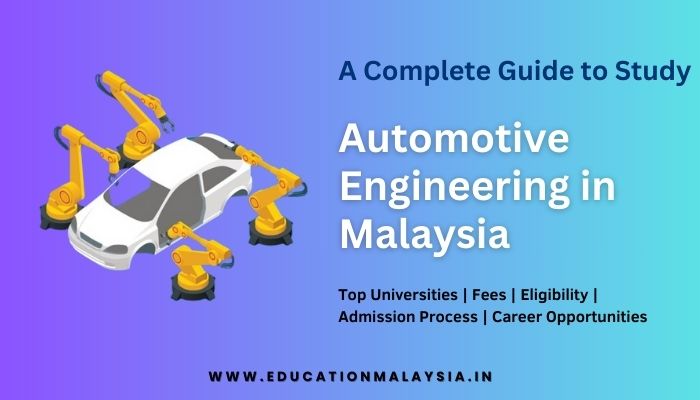 A Complete Guide to Study
Automotive
Engineering in
Malaysia
Top Universities | Fees | Eligibility |
Admission Process | Career Opportunities
WWW.EDUCATIONMALAYSIA.IN